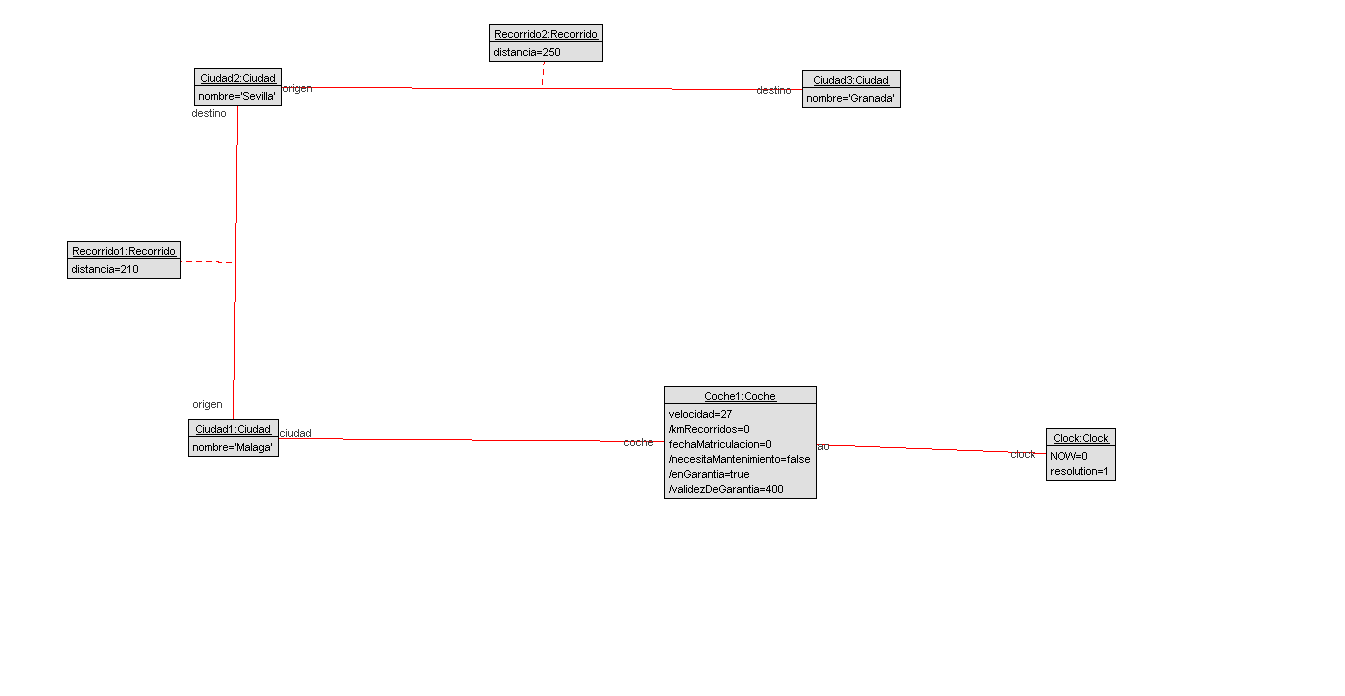 Recorrido2:Recorrido
distancia=250
Ciudad2:Ciudad
nombre='Sevilla'
origen
destino
Ciudad3:Ciudad
nombre='Granada'
destino
Recorrido1:Recorrido
distancia=210
origen
Ciudad1:Ciudad
nombre='Malaga'
ciudad
coche
Coche1:Coche
velocidad=27
/kmRecorridos=0
fechaMatriculacion=0
/necesitaMantenimiento=false
/enGarantia=true
/validezDeGarantia=400
ao
clock
Clock:Clock
NOW=0
resolution=1